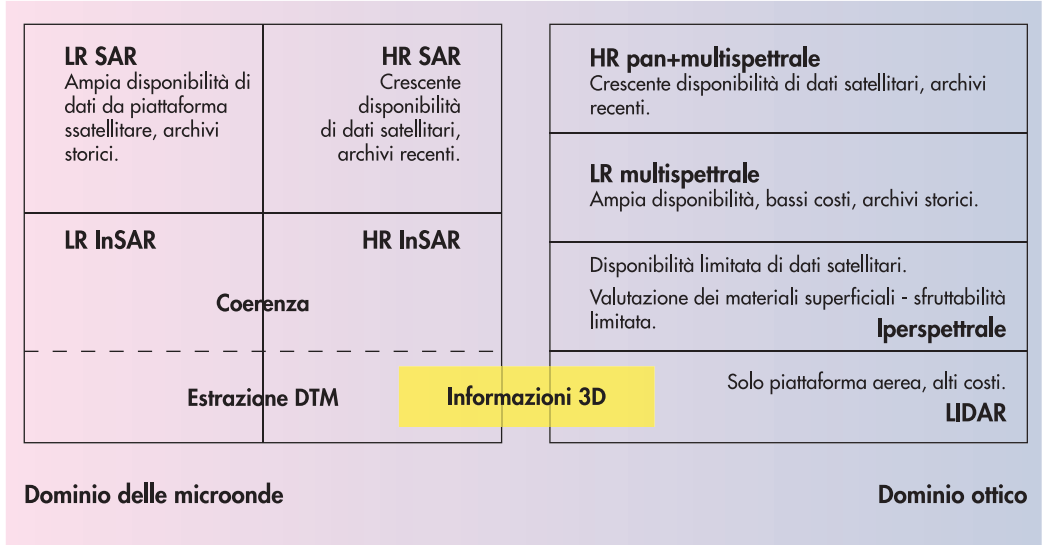 LR SAR
Ampia disponibilità di
dati da piattaforma
ssatellitare, archivi
storici.
HR SAR
Crescente
disponibilità
di dati satellitari,
archivi recenti.
LR InSAR
HR InSAR
Coerenza
Estrazione DTM
Informazioni 3D
HR pan+multispettrale
Crescente disponibilità di dati satellitari, archivi
recenti.
LR multispettrale
Ampia disponibilità, bassi costi, archivi storici.
Disponibilità limitata di dati satellitari.
Valutazione dei materiali superficiali - sfruttabilità
limitata.
Iperspettrale
Solo piattaforma aerea, alti costi.
LIDAR
Dominio delle microonde
Dominio ottico